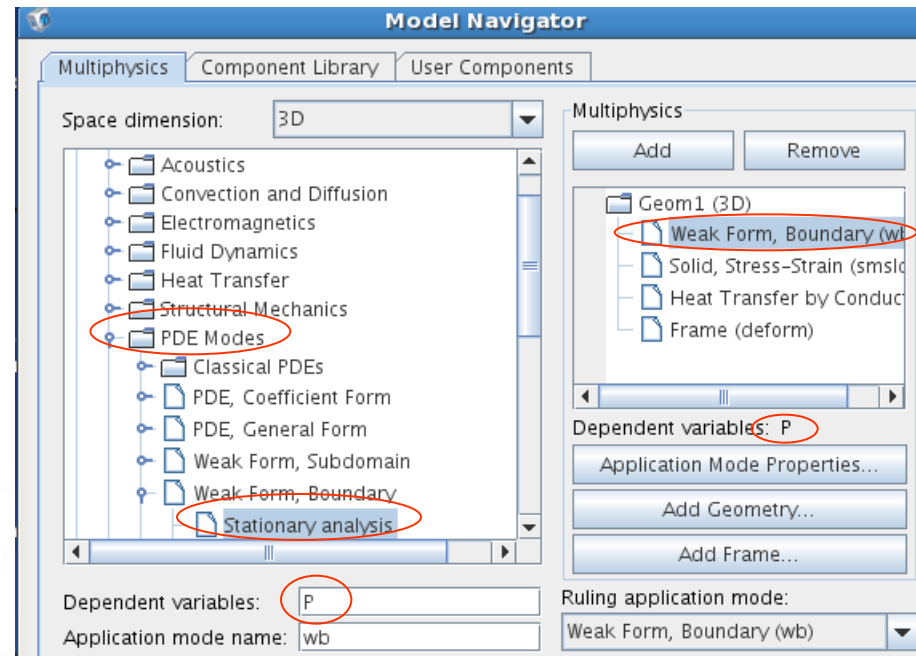 Model Navigator
Multiphysics
Component Library
User Components
Space dimension:
3D
Acoustics
Convection and Diffusion
Electromagnetics
Fluid Dynamics
Heat Transfer
Structural Mechanics
PDE Modes
Classical PDEs
PDE, Coefficient Form
PDE, General Form
Weak Form, Subdomain
Weak Form, Boundary
Stationary analysis
Dependent variables:
P
Application mode name:
wb
Multiphysics
Add
Remove
Geom1 (3D)
Weak Form, Boundary (wb
Solid, Stress-Strain (smslc
Heat Transfer by Conduc
Frame (deform)
Dependent variables: P
Application Mode Properties...
Add Geometry...
Add Frame...
Ruling application mode:
Weak Form, Boundary (wb)